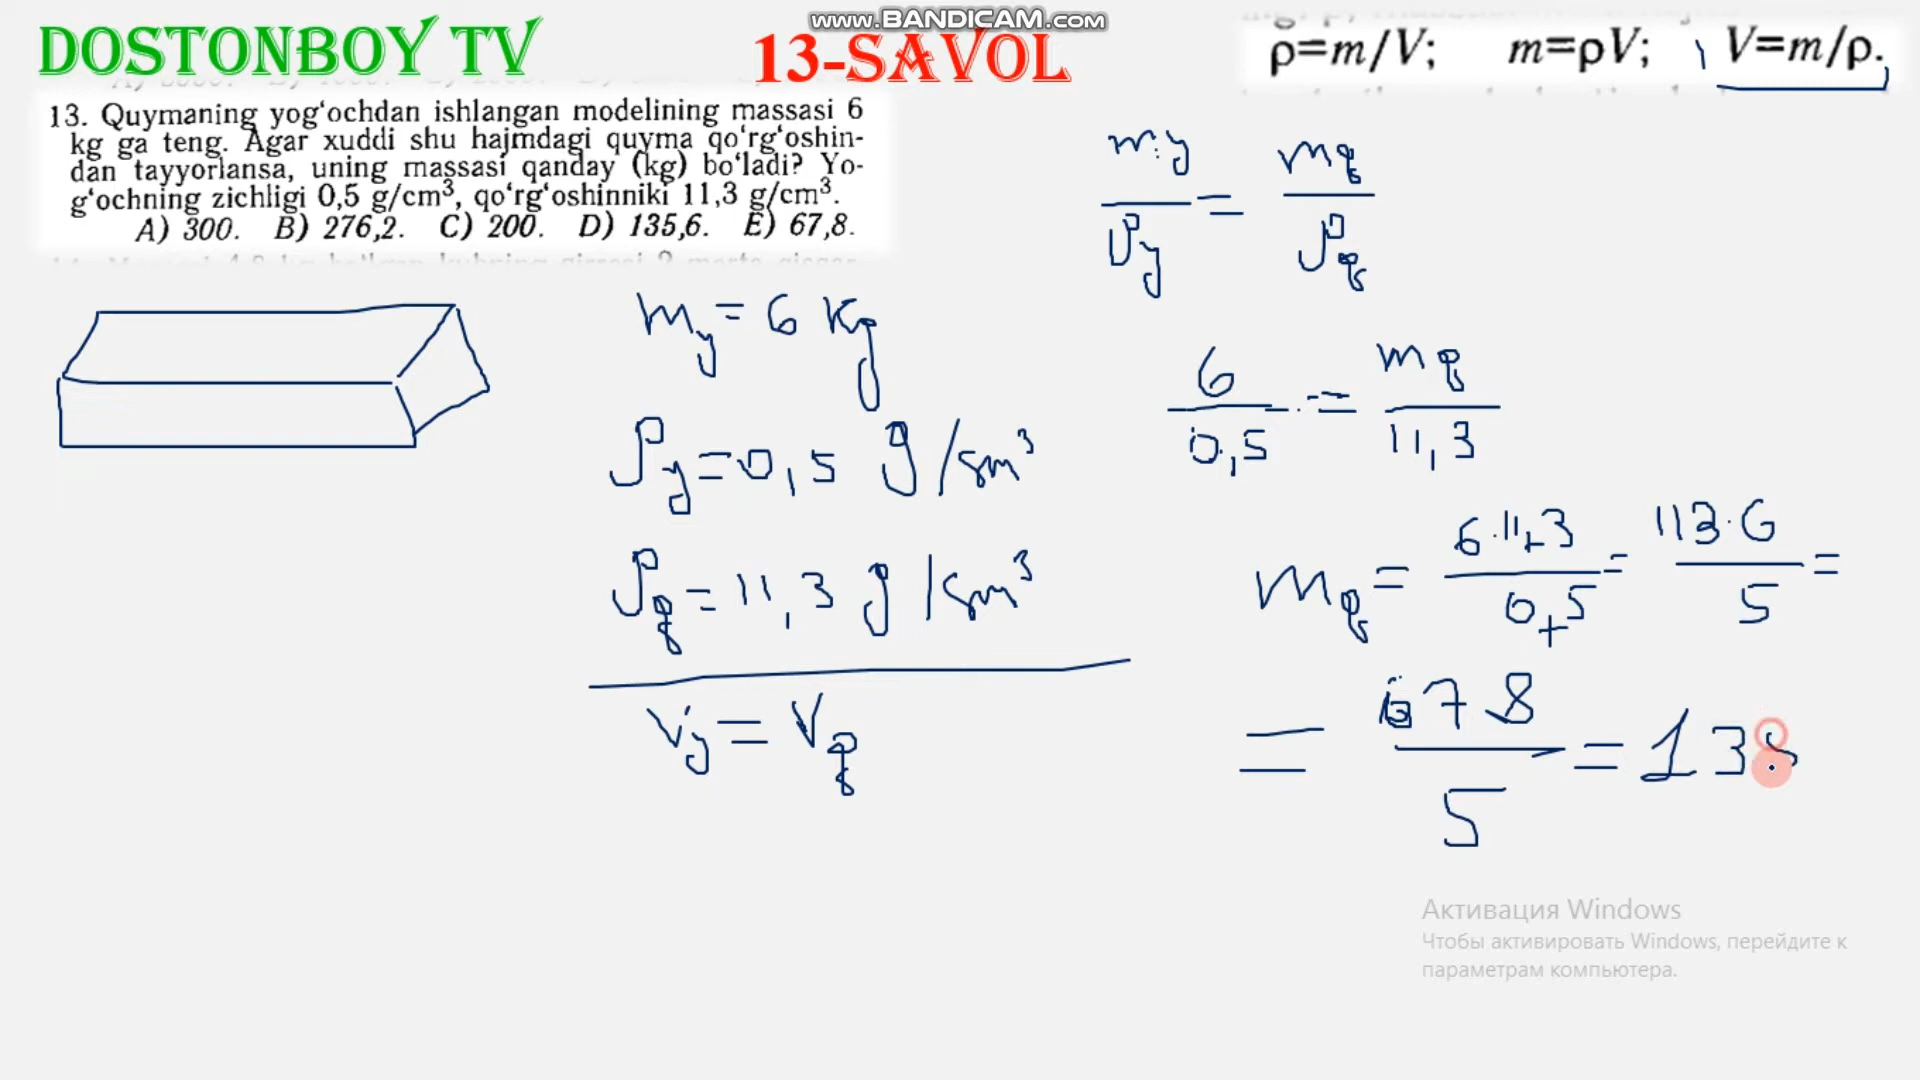 www.BANDICAM.com
DOSTONBOY TV
13-SAVOL
ρ=m/V; m=ρV; V=m/ρ.
13. Quymaning yog‘ochdan ishlangan modelining massasi 6
kg ga teng. Agar xuddi shu hajmdagi quyma qo‘rg‘oshin-
dan tayyorlansa, uning massasi qanday (kg) bo‘ladi? Yo-
g‘ochning zichligi 0,5 g/cm³, qo‘rg‘oshinniki 11,3 g/cm³.
A) 300. B) 276,2. C) 200. D) 135,6. E) 67,8.
my/ρy = mq/ρq
my = 6 kg
ρy = 0,5 g/sm³
ρq = 11,3 g/sm³
Vy = Vq
6/0,5 = mq/11,3
mq = 6·11,3/0,5 = 113·6/5 =
= 678/5 = 138
Активация Windows
Чтобы активировать Windows, перейдите к
параметрам компьютера.